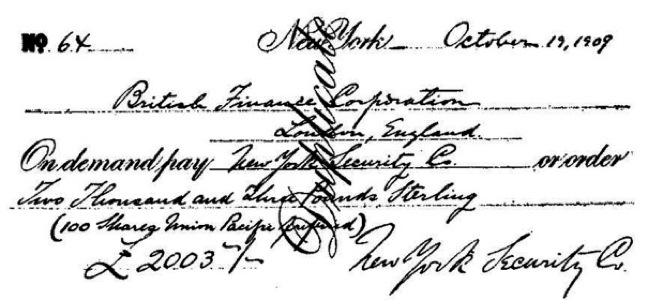 No. 64 New York October 19, 1909
British Finance Corporation
London, England.
On demand pay New York Security Co. or order
Two Thousand and Three Pounds Sterling
(100 Shares Union Pacific preferred)
£ 2003 -/- New York Security Co.
Duplicate